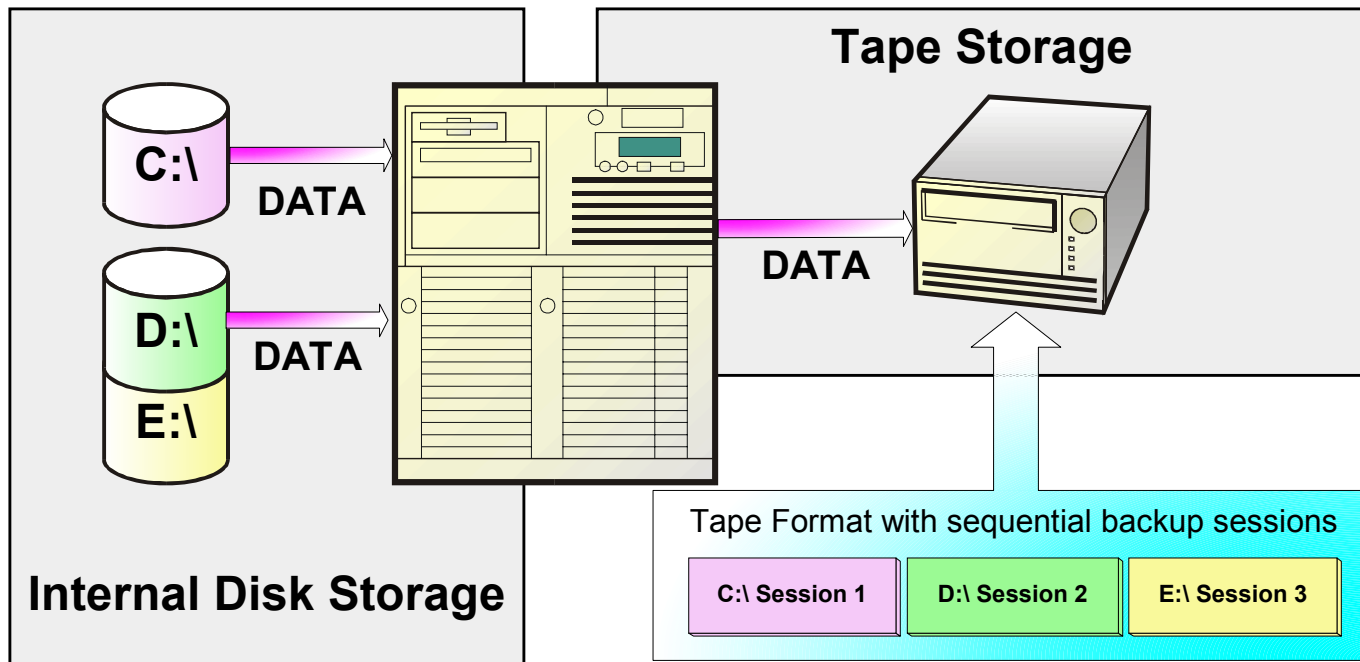 Tape Storage
C:\
DATA
D:\
DATA
E:\
DATA
Internal Disk Storage
Tape Format with sequential backup sessions
C:\ Session 1
D:\ Session 2
E:\ Session 3